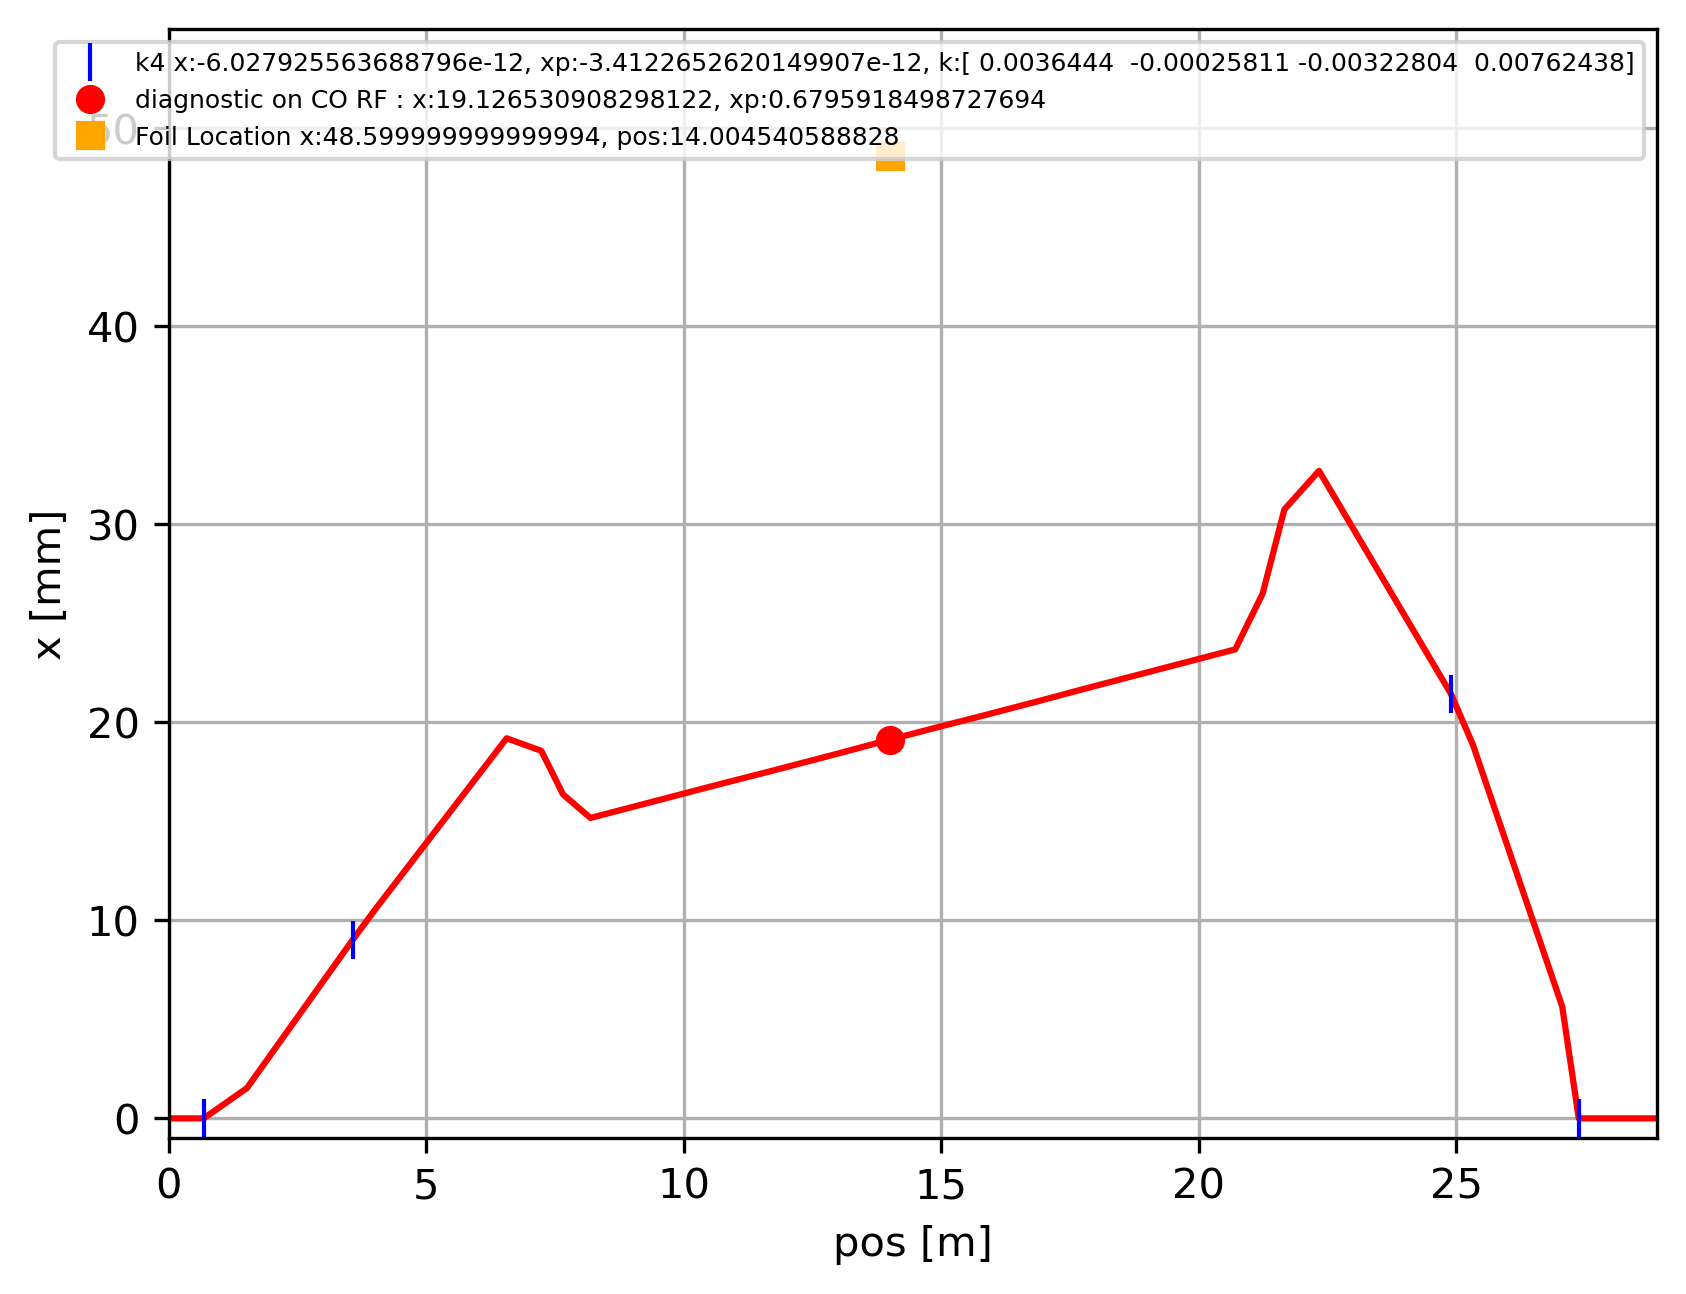 k4 x:-6.027925563688796e-12, xp:-3.4122652620149907e-12, k:[ 0.0036444  -0.00025811 -0.00322804  0.00762438]
diagnostic on CO RF : x:19.126530908298122, xp:0.6795918498727694
Foil Location x:48.599999999999994, pos:14.004540588828
50
40
30
20
10
0
x [mm]
0 5 10 15 20 25
pos [m]